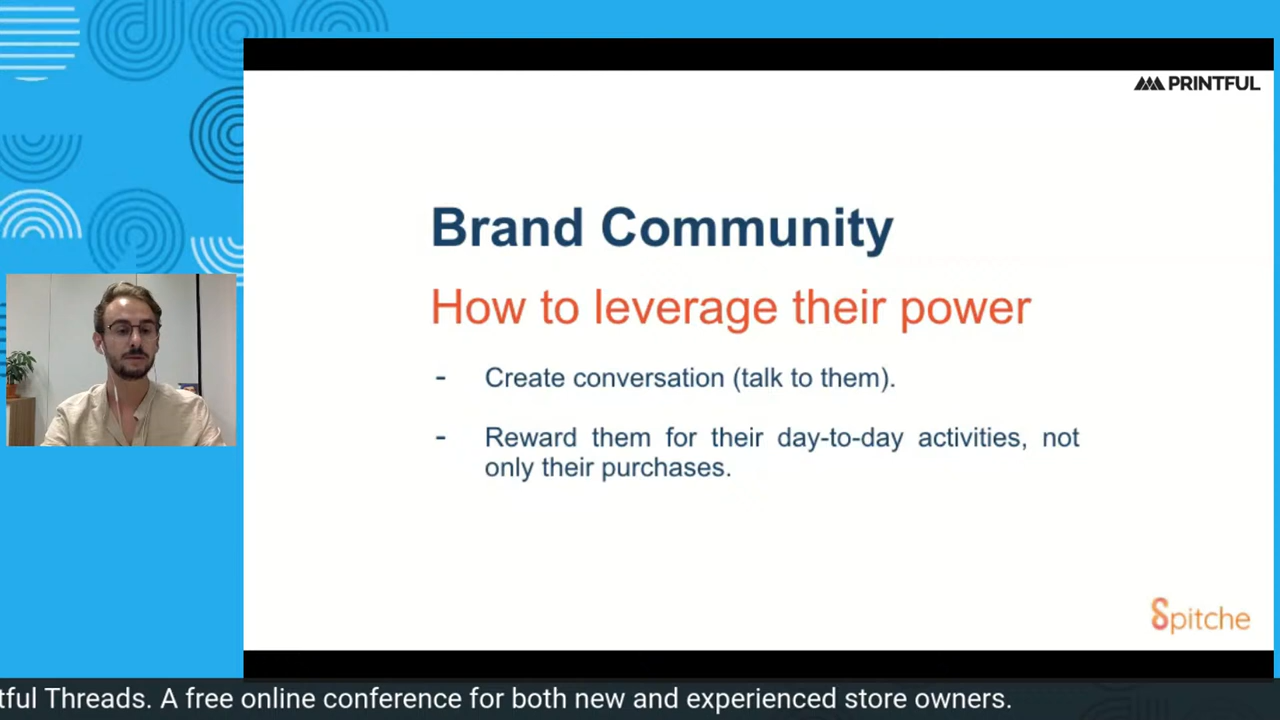 PRINTFUL
Brand Community
How to leverage their power
- Create conversation (talk to them).
- Reward them for their day-to-day activities, not
only their purchases.
Spitche
tful Threads. A free online conference for both new and experienced store owners.